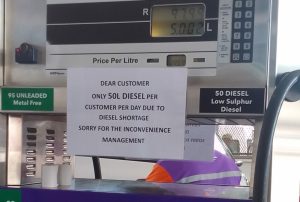 R
L
Price Per Litre
95 UNLEADED
Metal Free
50 DIESEL
Low Sulphur
Diesel
DEAR CUSTOMER
ONLY 50L DIESEL PER
CUSTOMER PER DAY DUE TO
DIESEL SHORTAGE
SORRY FOR THE INCONVENIENCE
MANAGEMENT